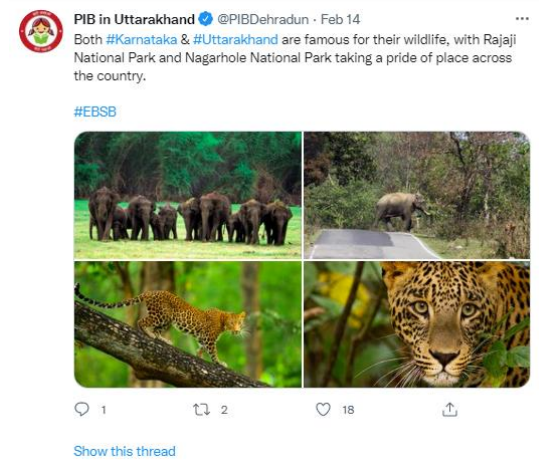 PIB in Uttarakhand @PIBDehradun · Feb 14
Both #Karnataka & #Uttarakhand are famous for their wildlife, with Rajaji
National Park and Nagarhole National Park taking a pride of place across
the country.
#EBSB
1 2 18
Show this thread